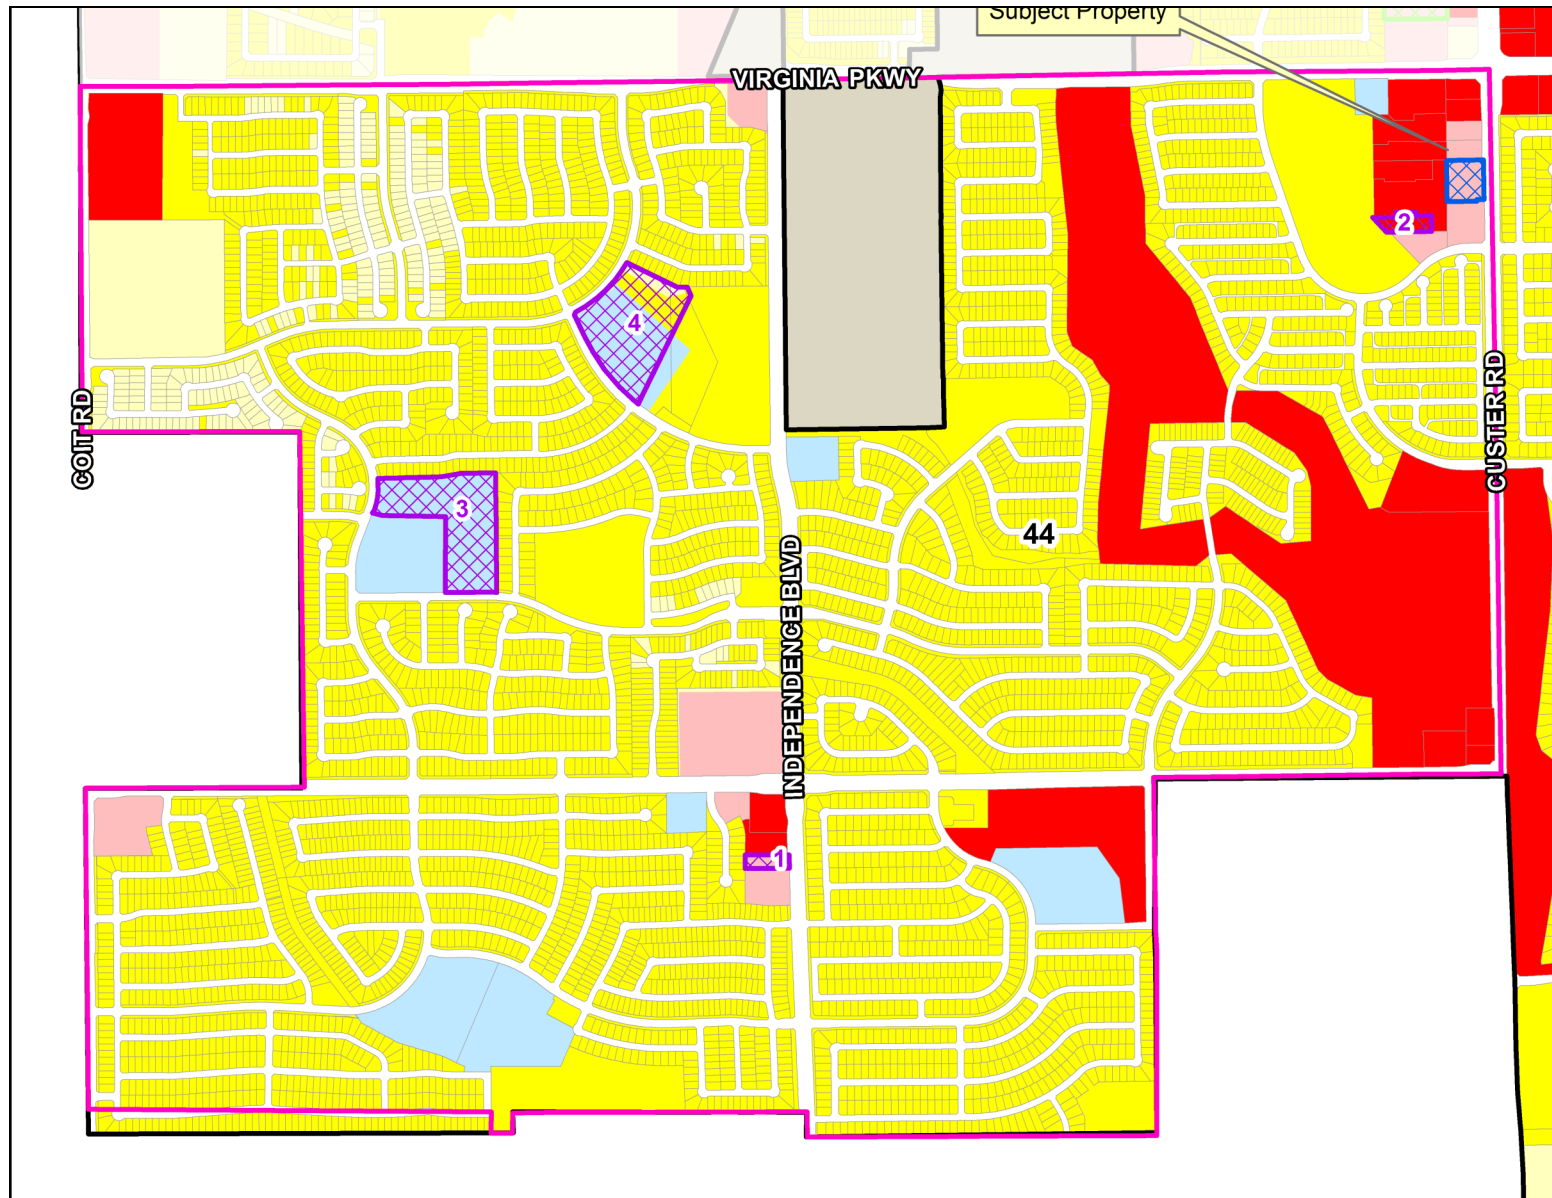 Subject Property
VIRGINIA PKWY
2
4
COIT RD
CUSTER RD
3
44
INDEPENDENCE BLVD
1